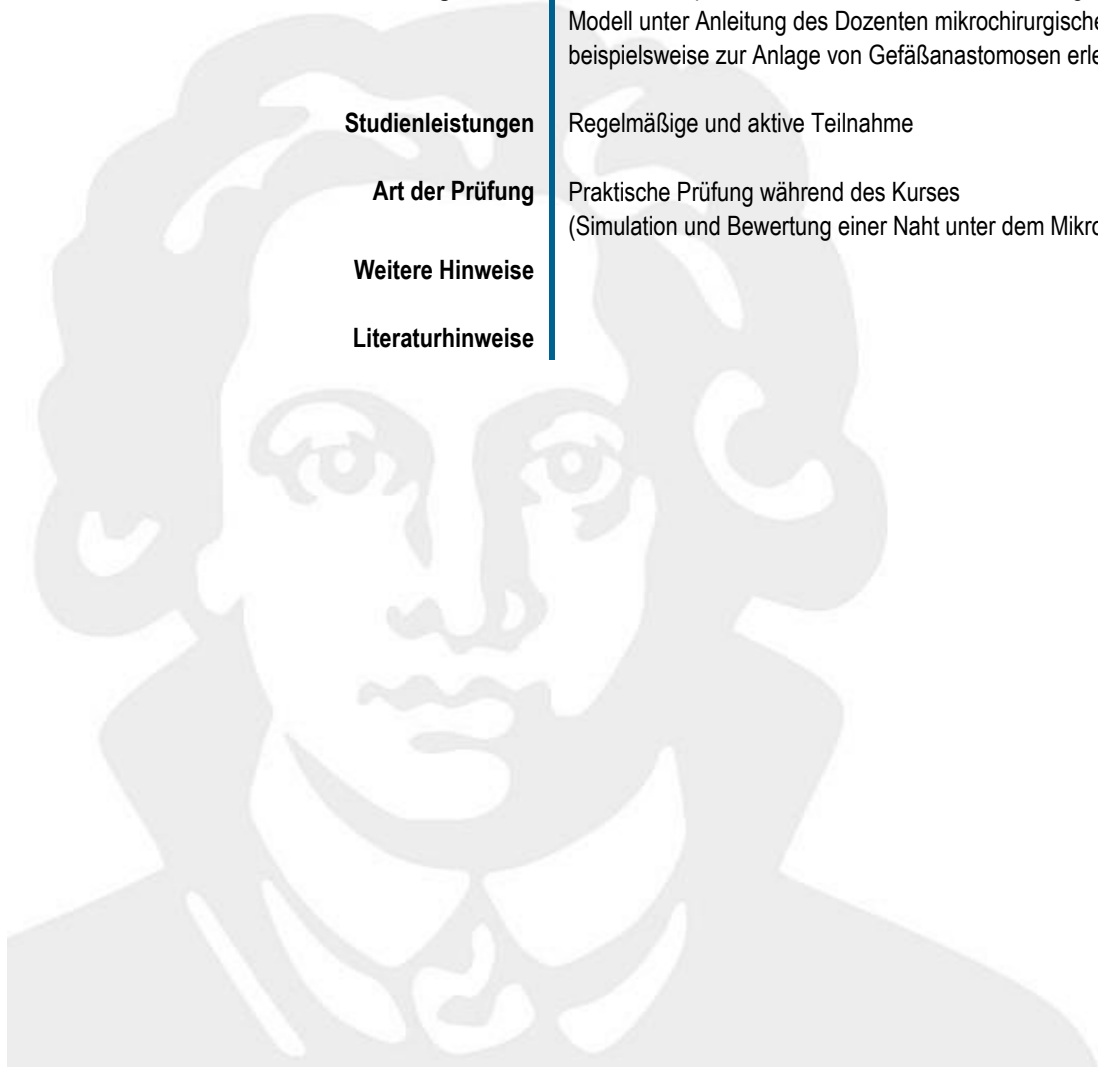 Modell unter Anleitung des Dozenten mikrochirurgische
beispielsweise zur Anlage von Gefäßanastomosen erle
Studienleistungen Regelmäßige und aktive Teilnahme
Art der Prüfung Praktische Prüfung während des Kurses
(Simulation und Bewertung einer Naht unter dem Mikro
Weitere Hinweise
Literaturhinweise